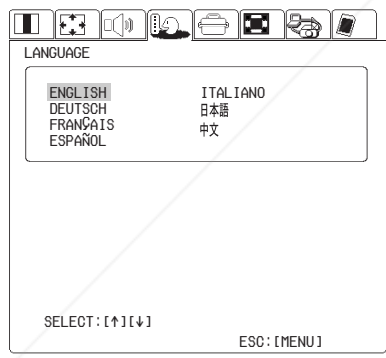 LANGUAGE
ENGLISH
DEUTSCH
FRANÇAIS
ESPAÑOL
ITALIANO
日本語
中文
SELECT:[↑][↓]
ESC:[MENU]